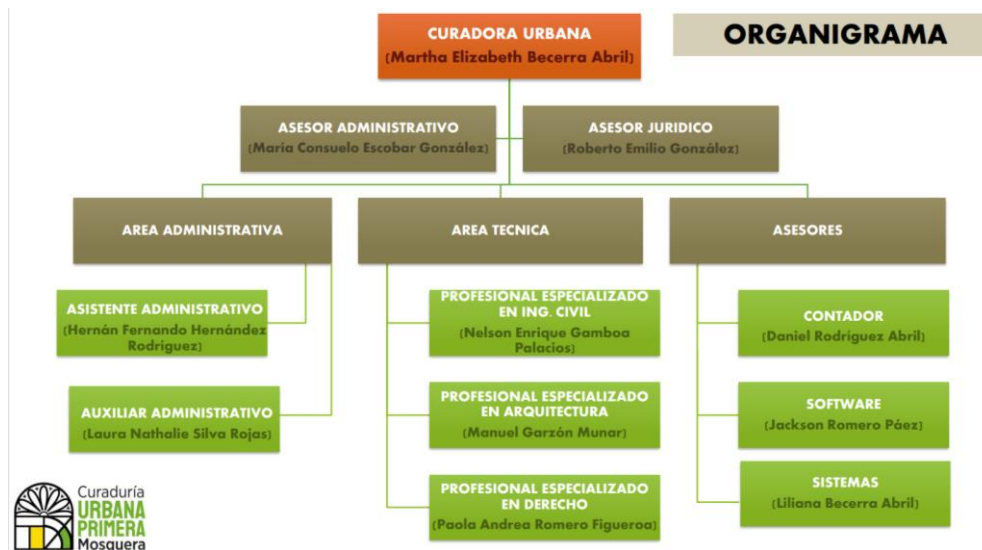 ORGANIGRAMA
CURADORA URBANA
(Martha Elizabeth Becerra Abril)
ASESOR ADMINISTRATIVO
(María Consuelo Escobar González)
ASESOR JURIDICO
(Roberto Emilio González)
AREA ADMINISTRATIVA
AREA TECNICA
ASESORES
ASISTENTE ADMINISTRATIVO
(Hernán Fernando Hernández
Rodríguez)
AUXILIAR ADMINISTRATIVO
(Laura Nathalie Silva Rojas)
PROFESIONAL ESPECIALIZADO
EN ING. CIVIL
(Nelson Enrique Gamboa
Palacios)
PROFESIONAL ESPECIALIZADO
EN ARQUITECTURA
(Manuel Garzón Munar)
PROFESIONAL ESPECIALIZADO
EN DERECHO
(Paola Andrea Romero Figueroa)
CONTADOR
(Daniel Rodríguez Abril)
SOFTWARE
(Jackson Romero Páez)
SISTEMAS
(Liliana Becerra Abril)
Curaduría
URBANA
PRIMERA
Mosquera